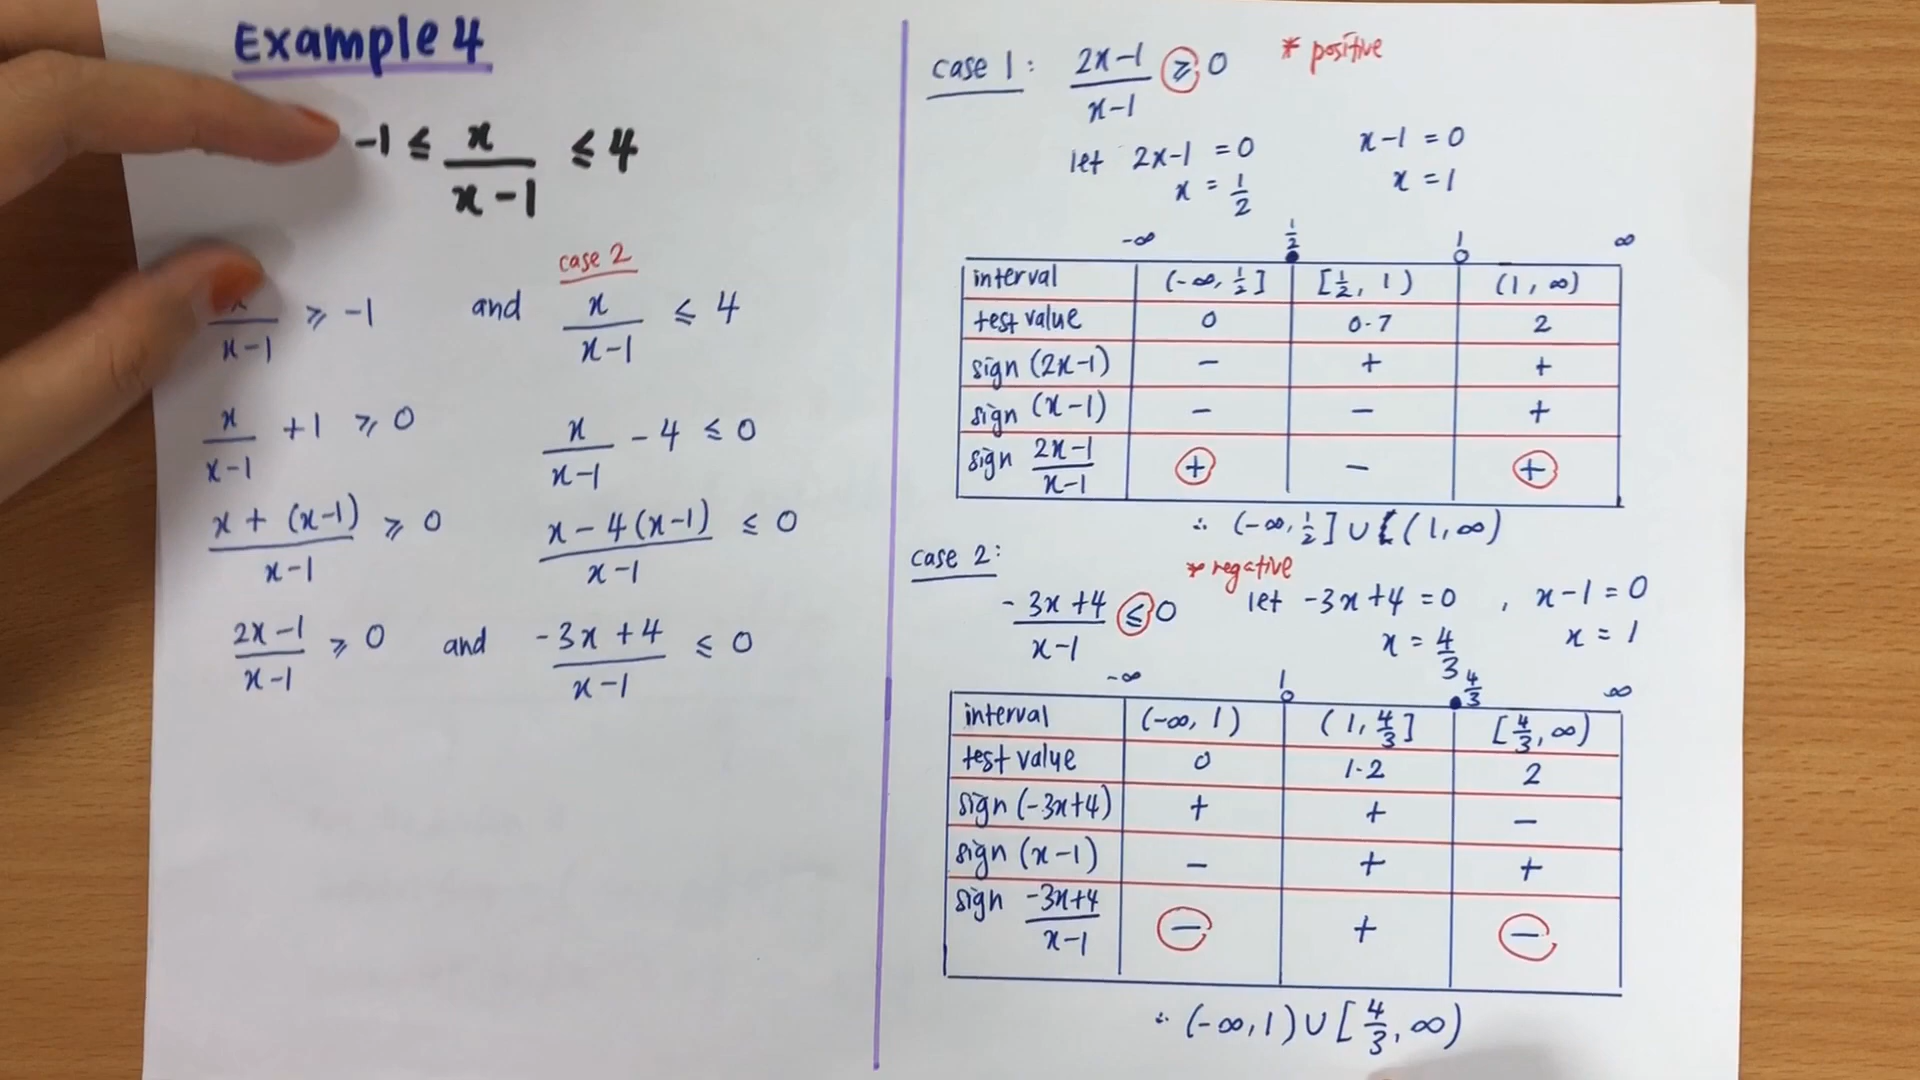 Example 4
-1 ≤ x/(x-1) ≤ 4
case 2
x/(x-1) ≥ -1 and x/(x-1) ≤ 4
x/(x-1) + 1 ≥ 0 x/(x-1) - 4 ≤ 0
(x + (x-1))/(x-1) ≥ 0 (x - 4(x-1))/(x-1) ≤ 0
(2x-1)/(x-1) ≥ 0 and (-3x+4)/(x-1) ≤ 0
case 1: (2x-1)/(x-1) ≥ 0 * positive
let 2x-1 = 0 x-1 = 0
x = 1/2 x = 1
-∞ 1/2 1 ∞
interval (-∞, 1/2] [1/2, 1) (1, ∞)
test value 0 0.7 2
sign (2x-1) - + +
sign (x-1) - - +
sign (2x-1)/(x-1) + - +
∴ (-∞, 1/2] ∪ (1, ∞)
case 2: * negative
(-3x+4)/(x-1) ≤ 0 let -3x+4 = 0 , x-1 = 0
x = 4/3 x = 1
-∞ 1 4/3 ∞
interval (-∞, 1) (1, 4/3] [4/3, ∞)
test value 0 1.2 2
sign (-3x+4) + + -
sign (x-1) - + +
sign (-3x+4)/(x-1) - + -
∴ (-∞, 1) ∪ [4/3, ∞)